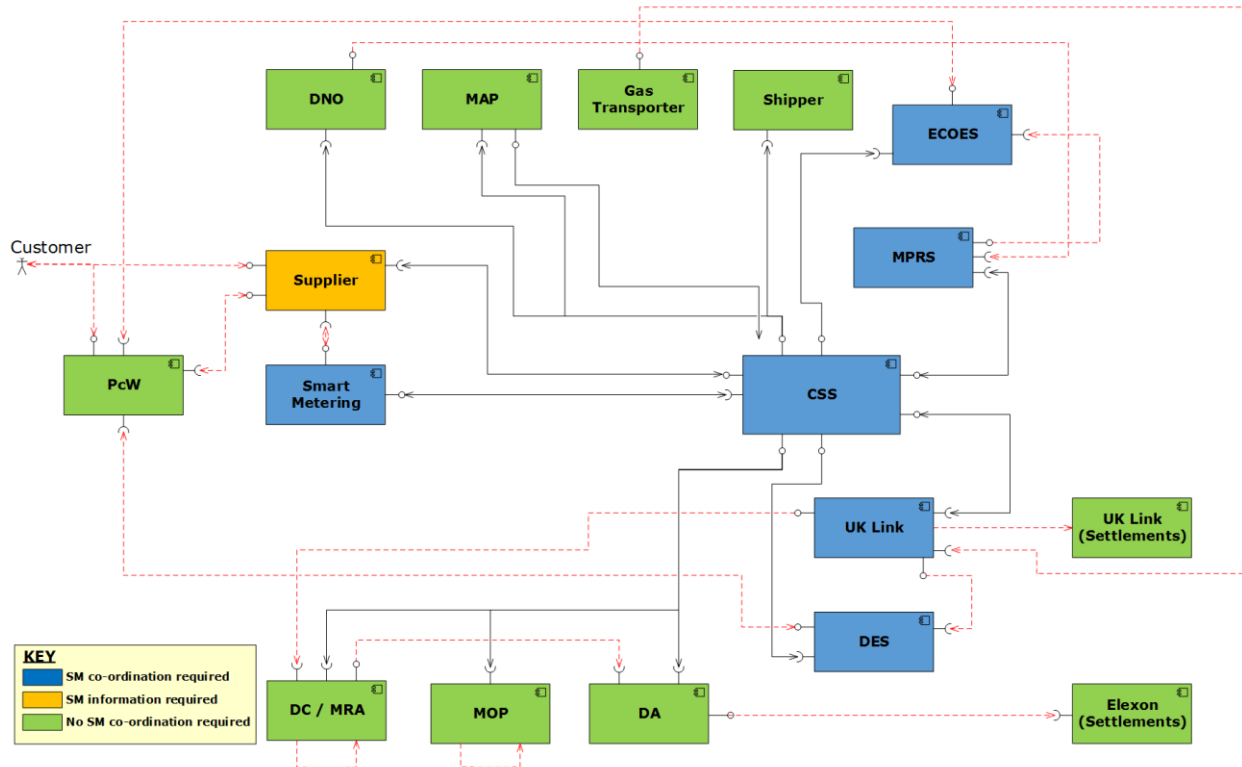 DNO
MAP
Gas
Transporter
Shipper
ECOES
Customer
MPRS
Supplier
PcW
Smart
Metering
CSS
UK Link
UK Link
(Settlements)
DES
KEY
SM co-ordination required
SM information required
No SM co-ordination required
DC / MRA
MOP
DA
Elexon
(Settlements)